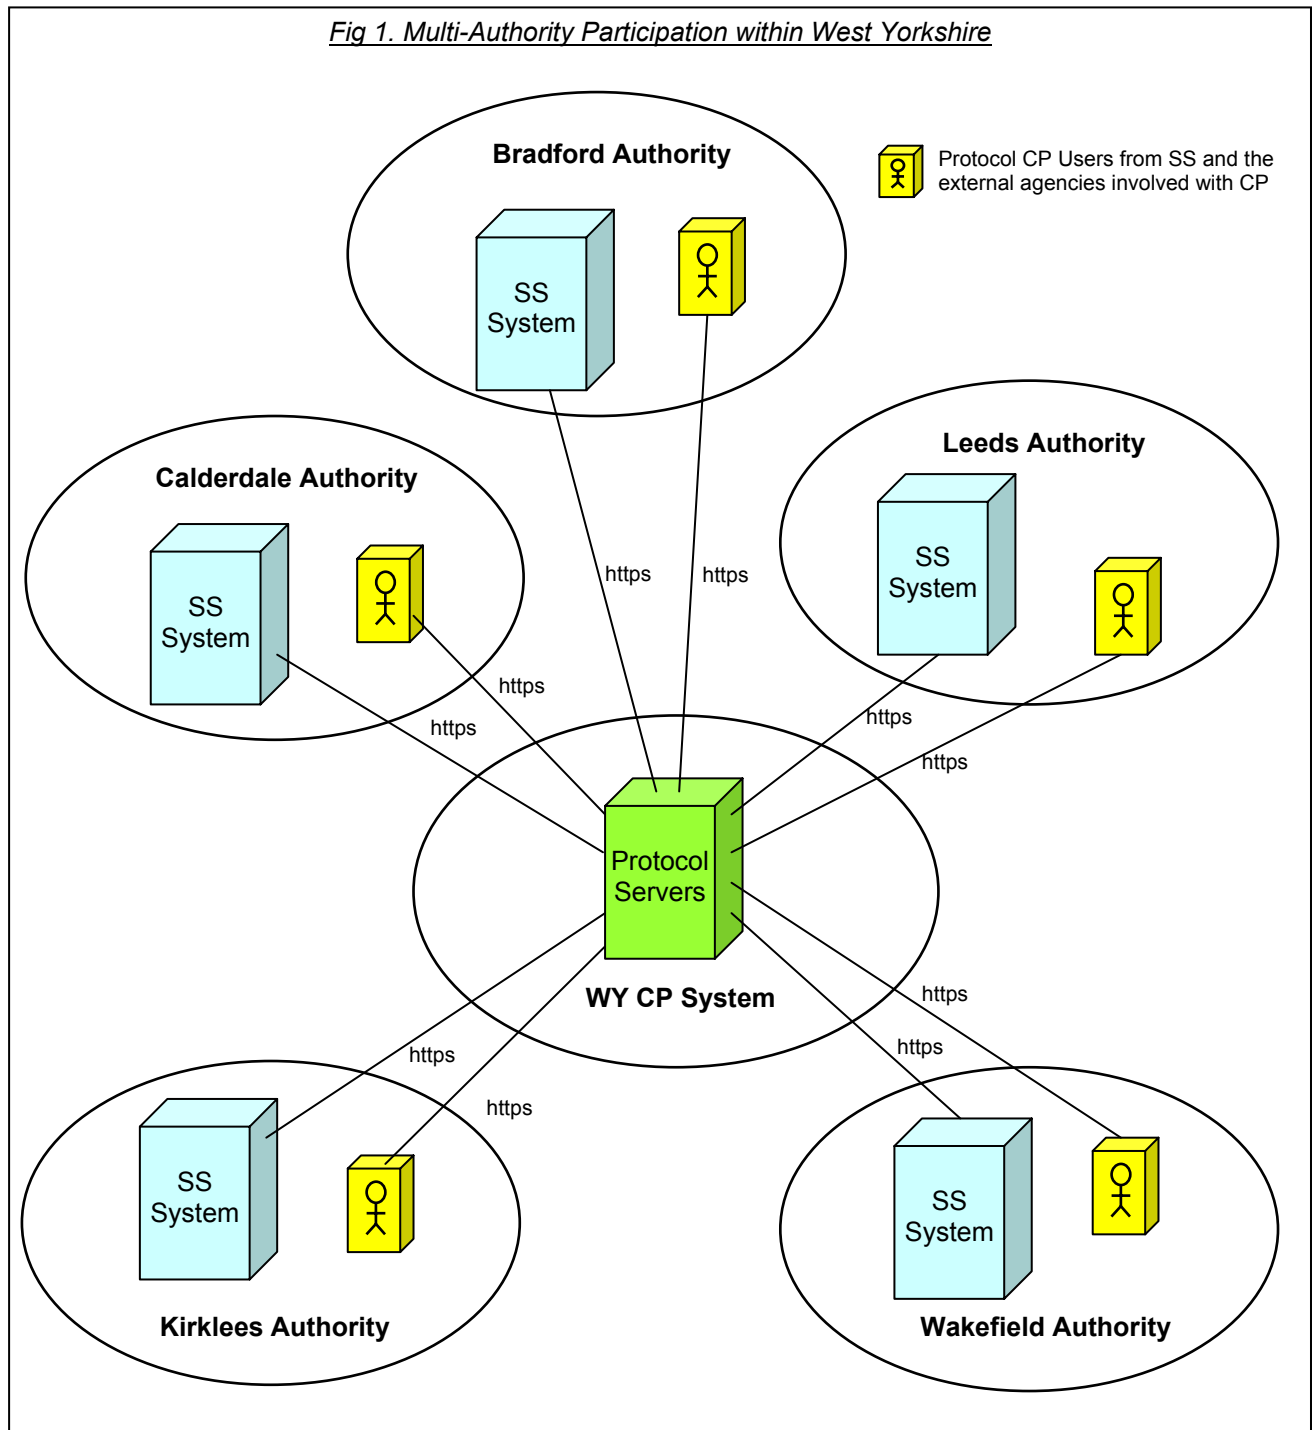 Fig 1. Multi-Authority Participation within West Yorkshire
Bradford Authority
Protocol CP Users from SS and the
external agencies involved with CP
SS
System
Leeds Authority
Calderdale Authority
SS
System
https
https
SS
System
https
https
https
https
Protocol
Servers
WY CP System
https
https
https
https
SS
System
SS
System
Kirklees Authority
Wakefield Authority